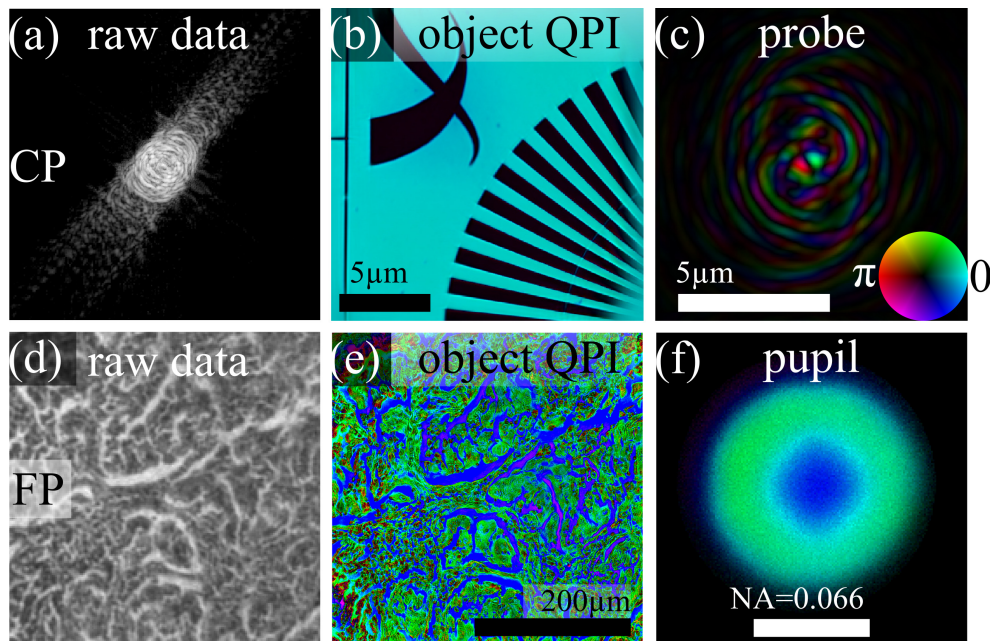 (a) raw data
CP
(b) object QPI
5µm
(c) probe
5µm
π 0
(d) raw data
FP
(e) object QPI
200µm
(f) pupil
NA=0.066